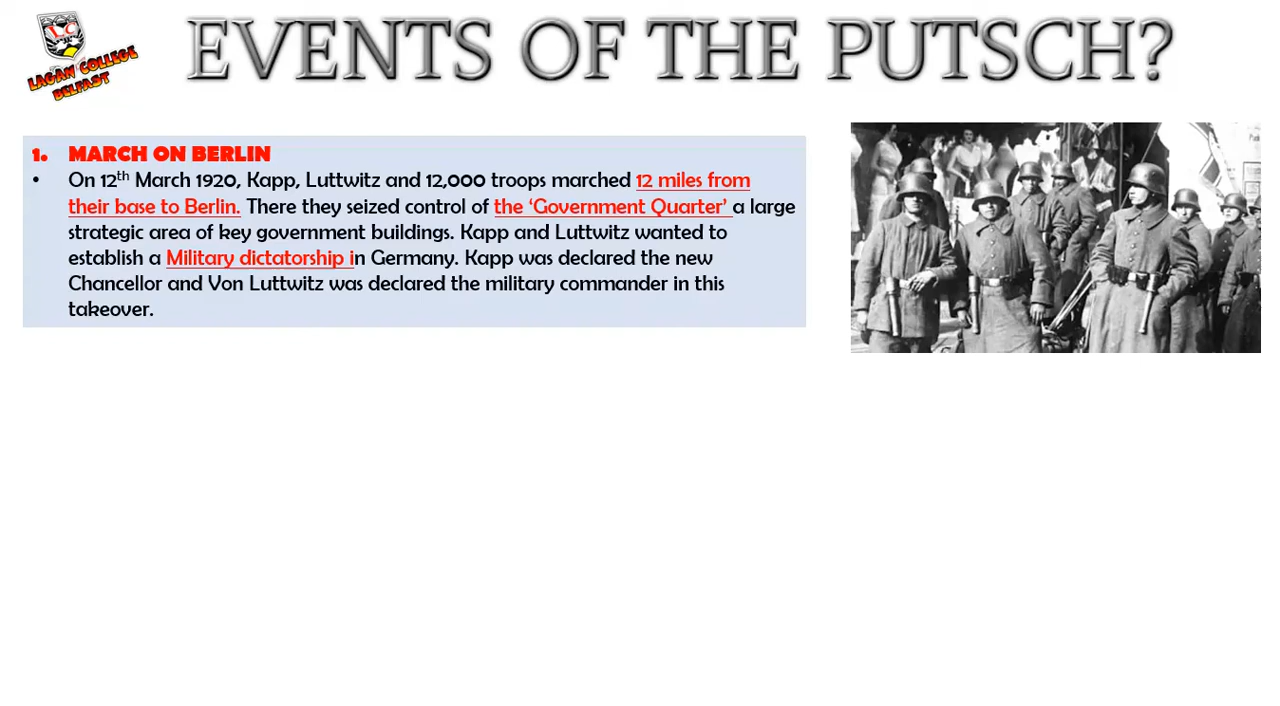 LC
LAGAN COLLEGE
BELFAST
EVENTS OF THE PUTSCH?
1. MARCH ON BERLIN
• On 12th March 1920, Kapp, Luttwitz and 12,000 troops marched 12 miles from
their base to Berlin. There they seized control of the ‘Government Quarter’ a large
strategic area of key government buildings. Kapp and Luttwitz wanted to
establish a Military dictatorship in Germany. Kapp was declared the new
Chancellor and Von Luttwitz was declared the military commander in this
takeover.